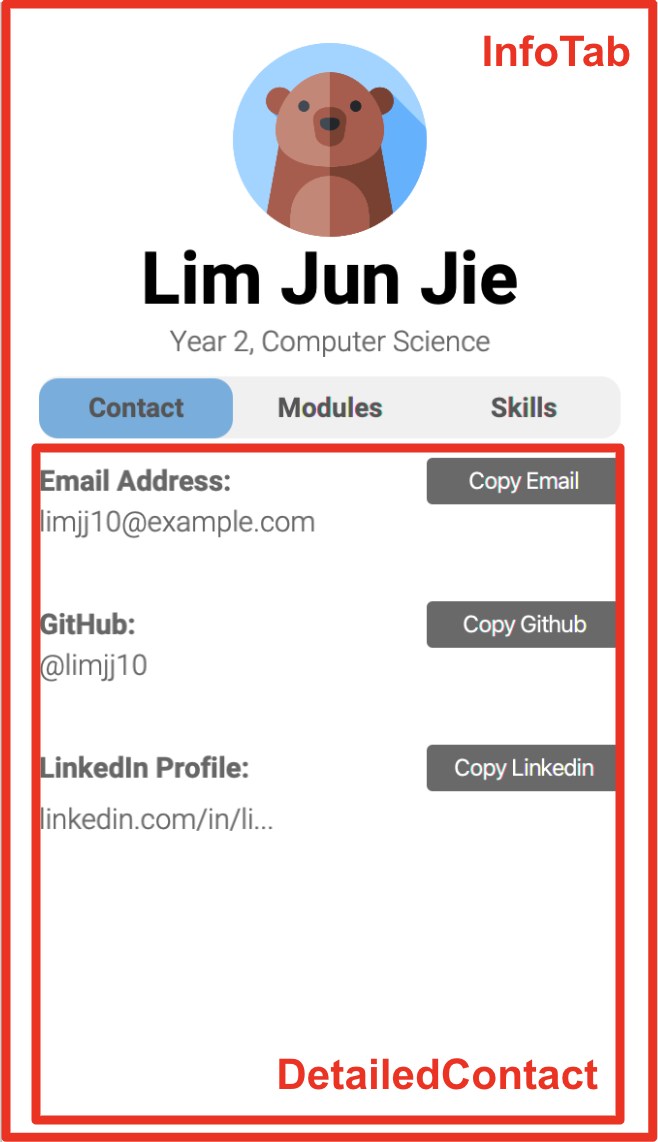 InfoTab
Lim Jun Jie
Year 2, Computer Science
Contact Modules Skills
Email Address: Copy Email
limjj10@example.com
GitHub: Copy Github
@limjj10
LinkedIn Profile: Copy Linkedin
linkedin.com/in/li...
DetailedContact